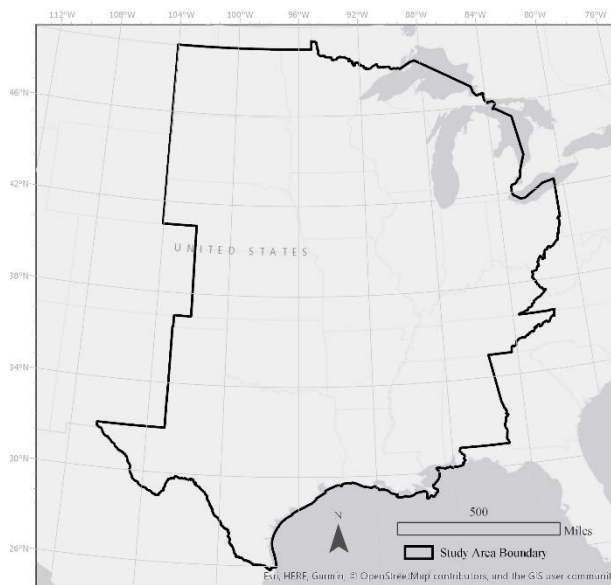 112°W 108°W 104°W 100°W 96°W 92°W 88°W 84°W 80°W 76°W
46°N
42°N
UNITED STATES
38°N
34°N
30°N
N
500
Miles
Study Area Boundary
26°N
Esri, HERE, Garmin, © OpenStreetMap contributors, and the GIS user communit